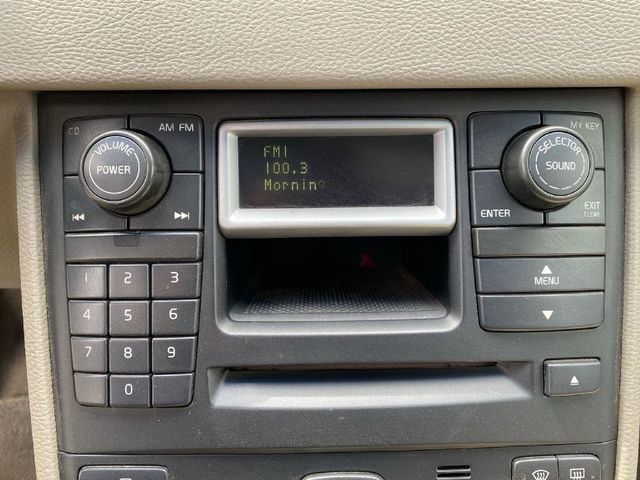 CD
VOLUME
POWER
AM FM
FM1
100.3
Mornin
SELECTOR
SOUND
MY KEY
ENTER
EXIT
CLEAR
MENU
1 2 3
4 5 6
7 8 9
0